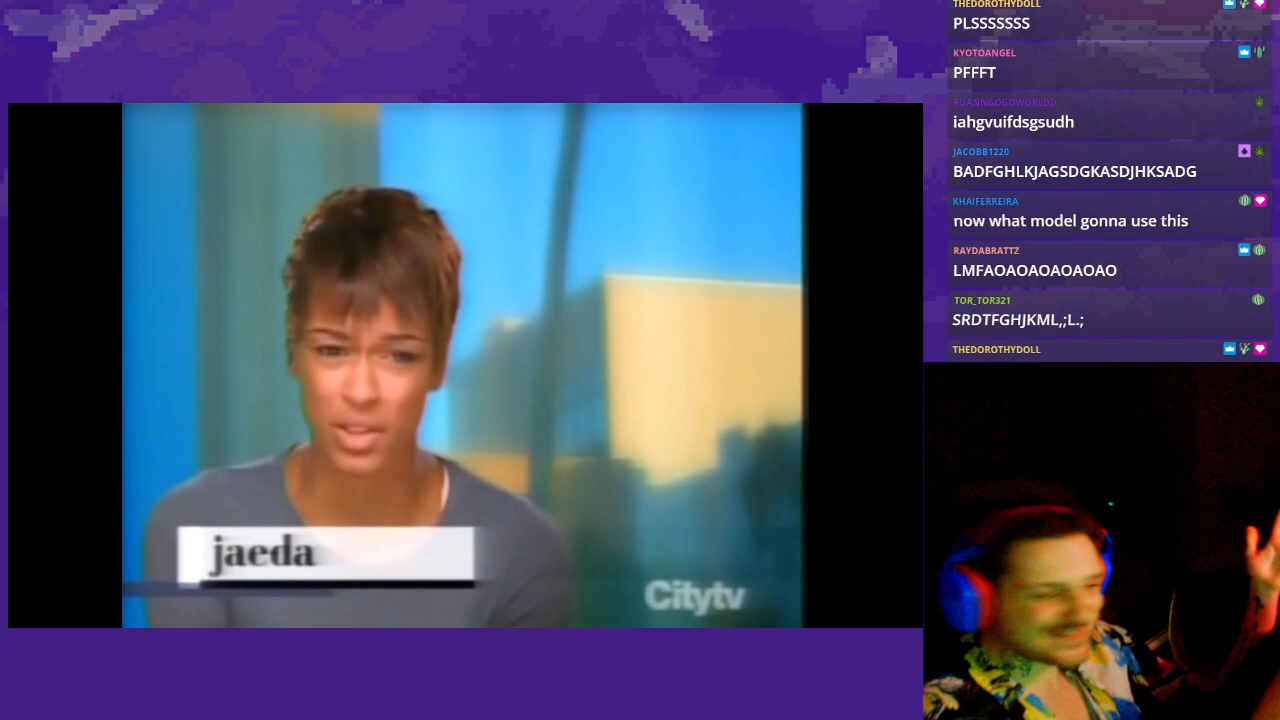 jaeda
Citytv
THEDOROTHYDOLL
PLSSSSSSS
KYOTOANGEL
PFFFT
RUANNGOGOWORLDD
iahgvuifdsgsudh
JACOBB1220
BADFGHLKJAGSDGKASDJHKSADG
KHAIFERREIRA
now what model gonna use this
RAYDABRATTZ
LMFAOAOAOAOAOAO
TOR_TOR321
SRDTFGHJKML,;L.;
THEDOROTHYDOLL